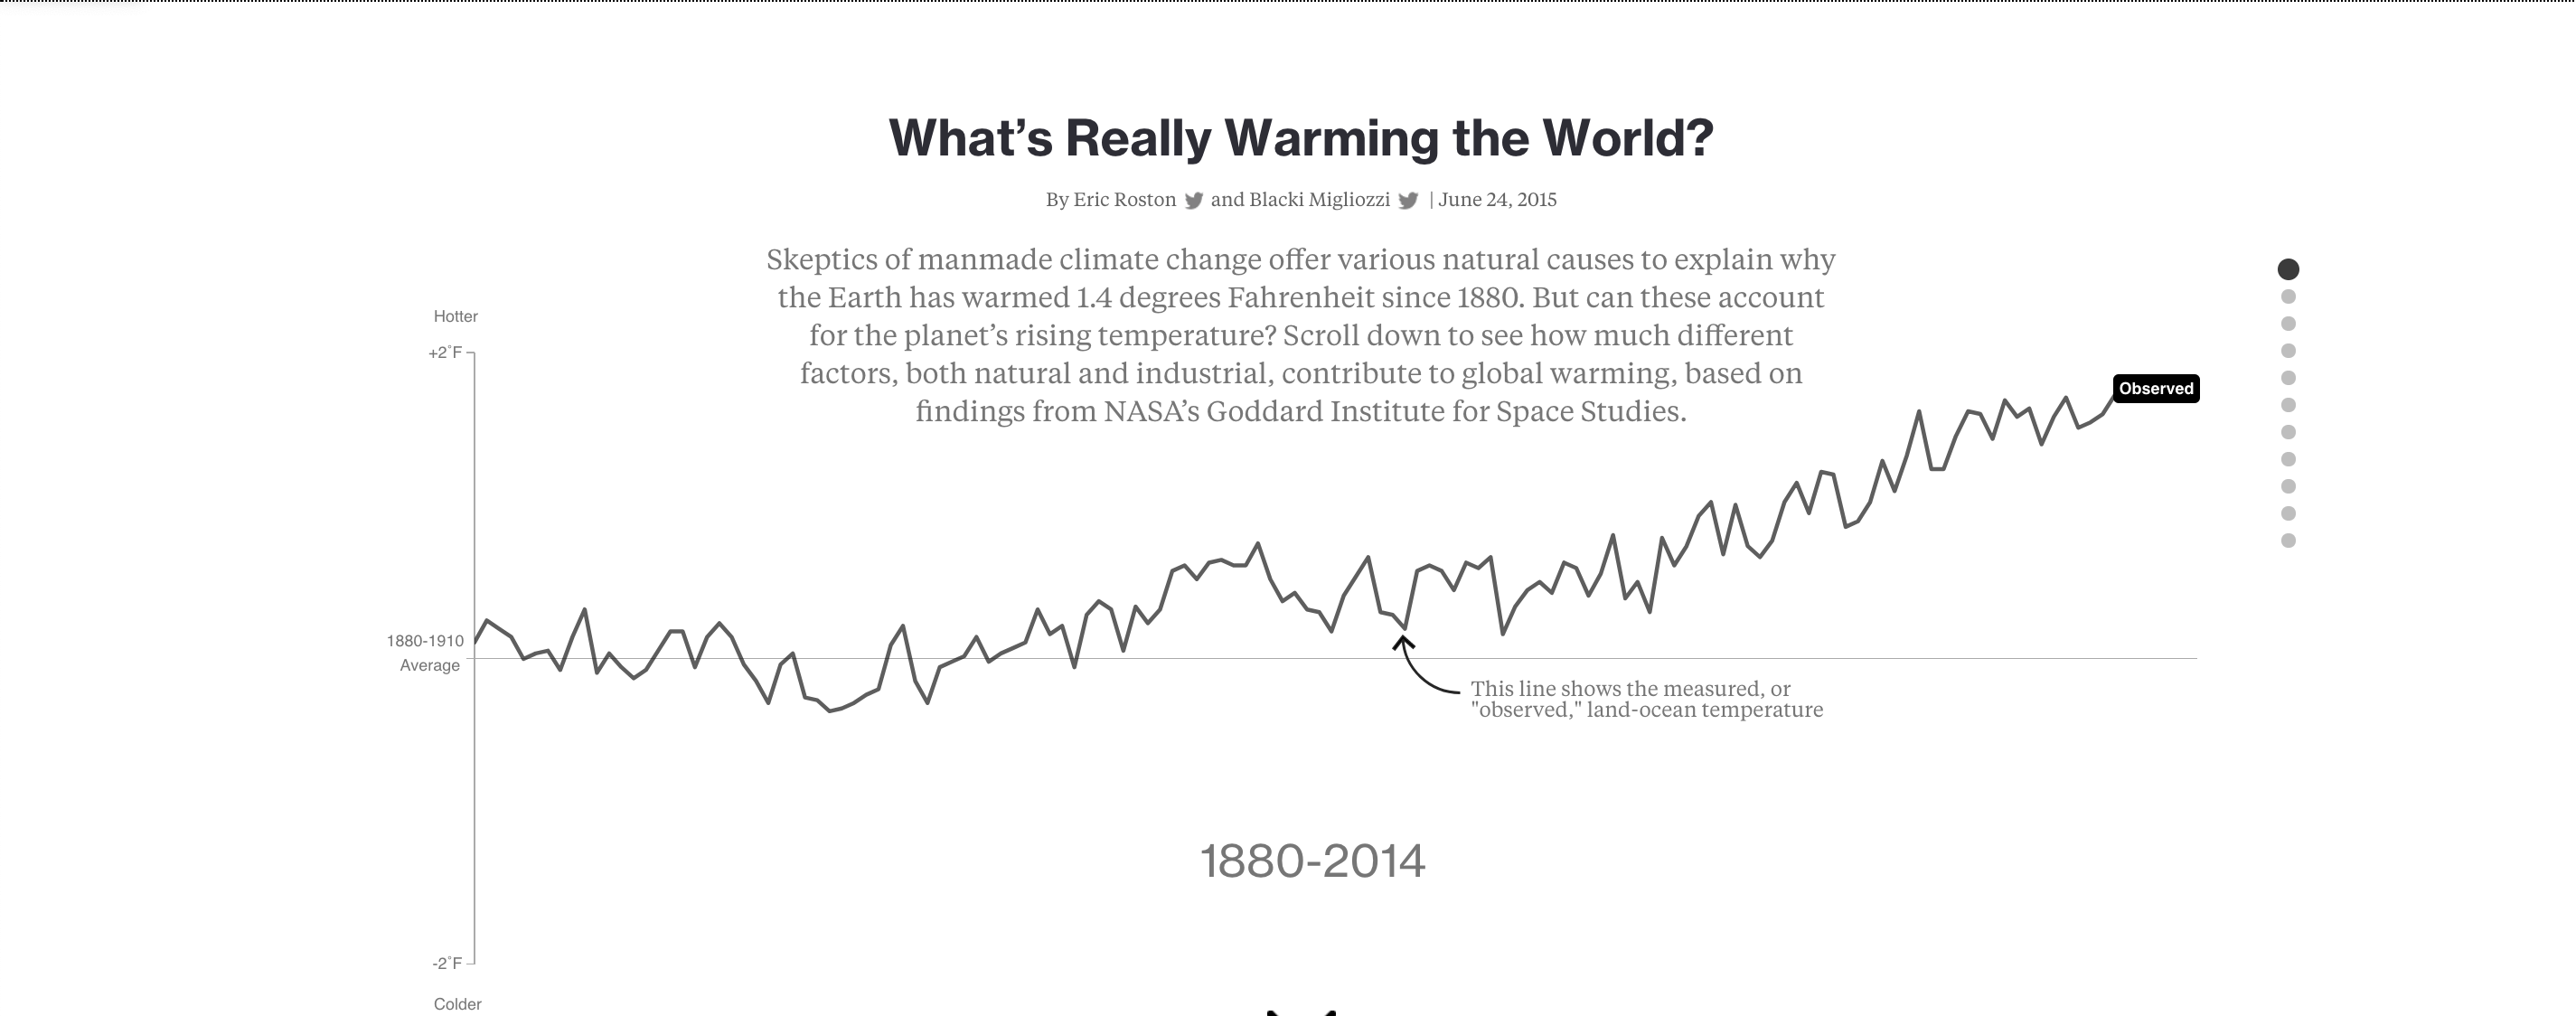 What’s Really Warming the World?
By Eric Roston and Blacki Migliozzi | June 24, 2015
Skeptics of manmade climate change offer various natural causes to explain why
the Earth has warmed 1.4 degrees Fahrenheit since 1880. But can these account
for the planet’s rising temperature? Scroll down to see how much different
factors, both natural and industrial, contribute to global warming, based on
findings from NASA’s Goddard Institute for Space Studies.
Hotter
+2°F
Observed
1880-1910
Average
This line shows the measured, or
"observed," land-ocean temperature
1880-2014
-2°F
Colder